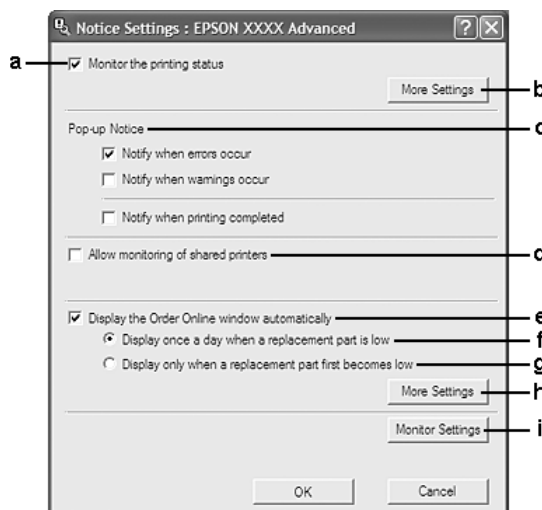 Notice Settings : EPSON XXXX Advanced
a
Monitor the printing status
More Settings
b
Pop-up Notice
c
Notify when errors occur
Notify when warnings occur
Notify when printing completed
Allow monitoring of shared printers
d
Display the Order Online window automatically
e
Display once a day when a replacement part is low
f
Display only when a replacement part first becomes low
g
More Settings
h
Monitor Settings
i
OK
Cancel